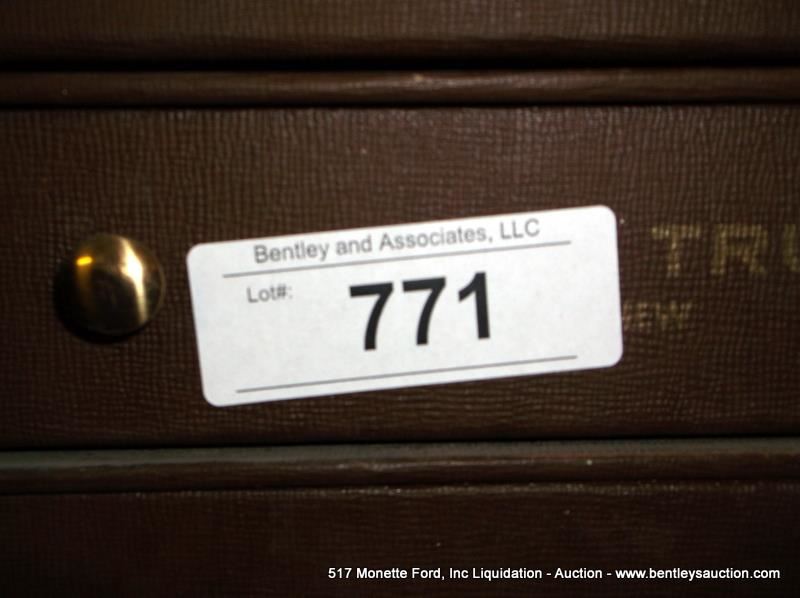 Bentley and Associates, LLC
Lot#:
771
517 Monette Ford, Inc Liquidation - Auction - www.bentleysauction.com